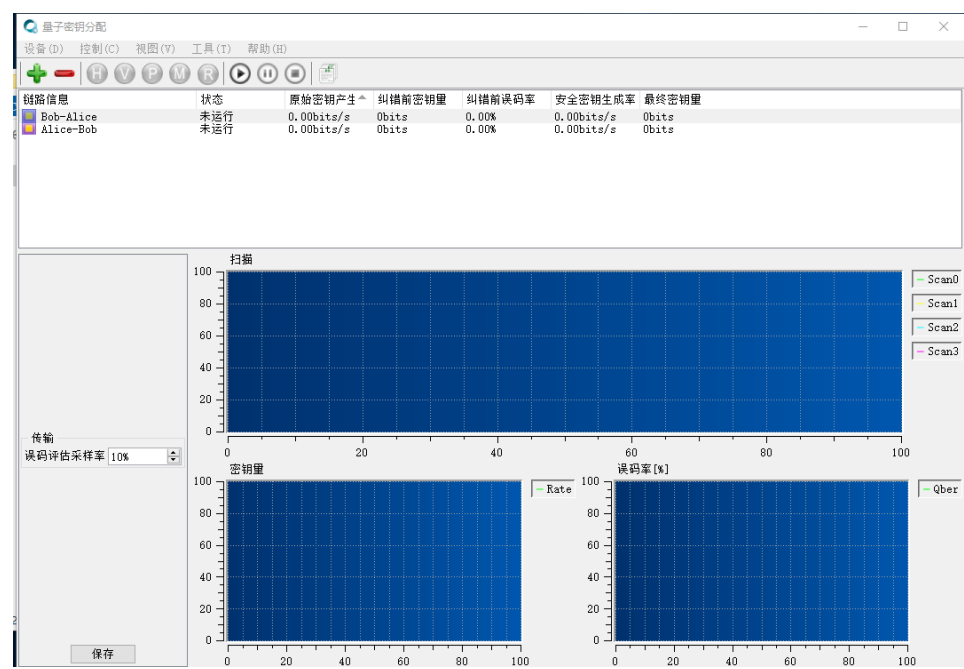 量子密钥分配
设备(D) 控制(C) 视图(V) 工具(T) 帮助(H)
H V P M R
链路信息 状态 原始密钥产生 纠错前密钥量 纠错前误码率 安全密钥生成率 最终密钥量
Bob-Alice 未运行 0.00bits/s 0bits 0.00% 0.00bits/s 0bits
Alice-Bob 未运行 0.00bits/s 0bits 0.00% 0.00bits/s 0bits
扫描
100
80
60
40
20
0
0 20 40 60 80 100
Scan0
Scan1
Scan2
Scan3
传输
误码评估采样率 10%
保存
密钥量
100
80
60
40
20
0
0 20 40 60 80 100
Rate
误码率[%]
100
80
60
40
20
0
0 20 40 60 80 100
Qber